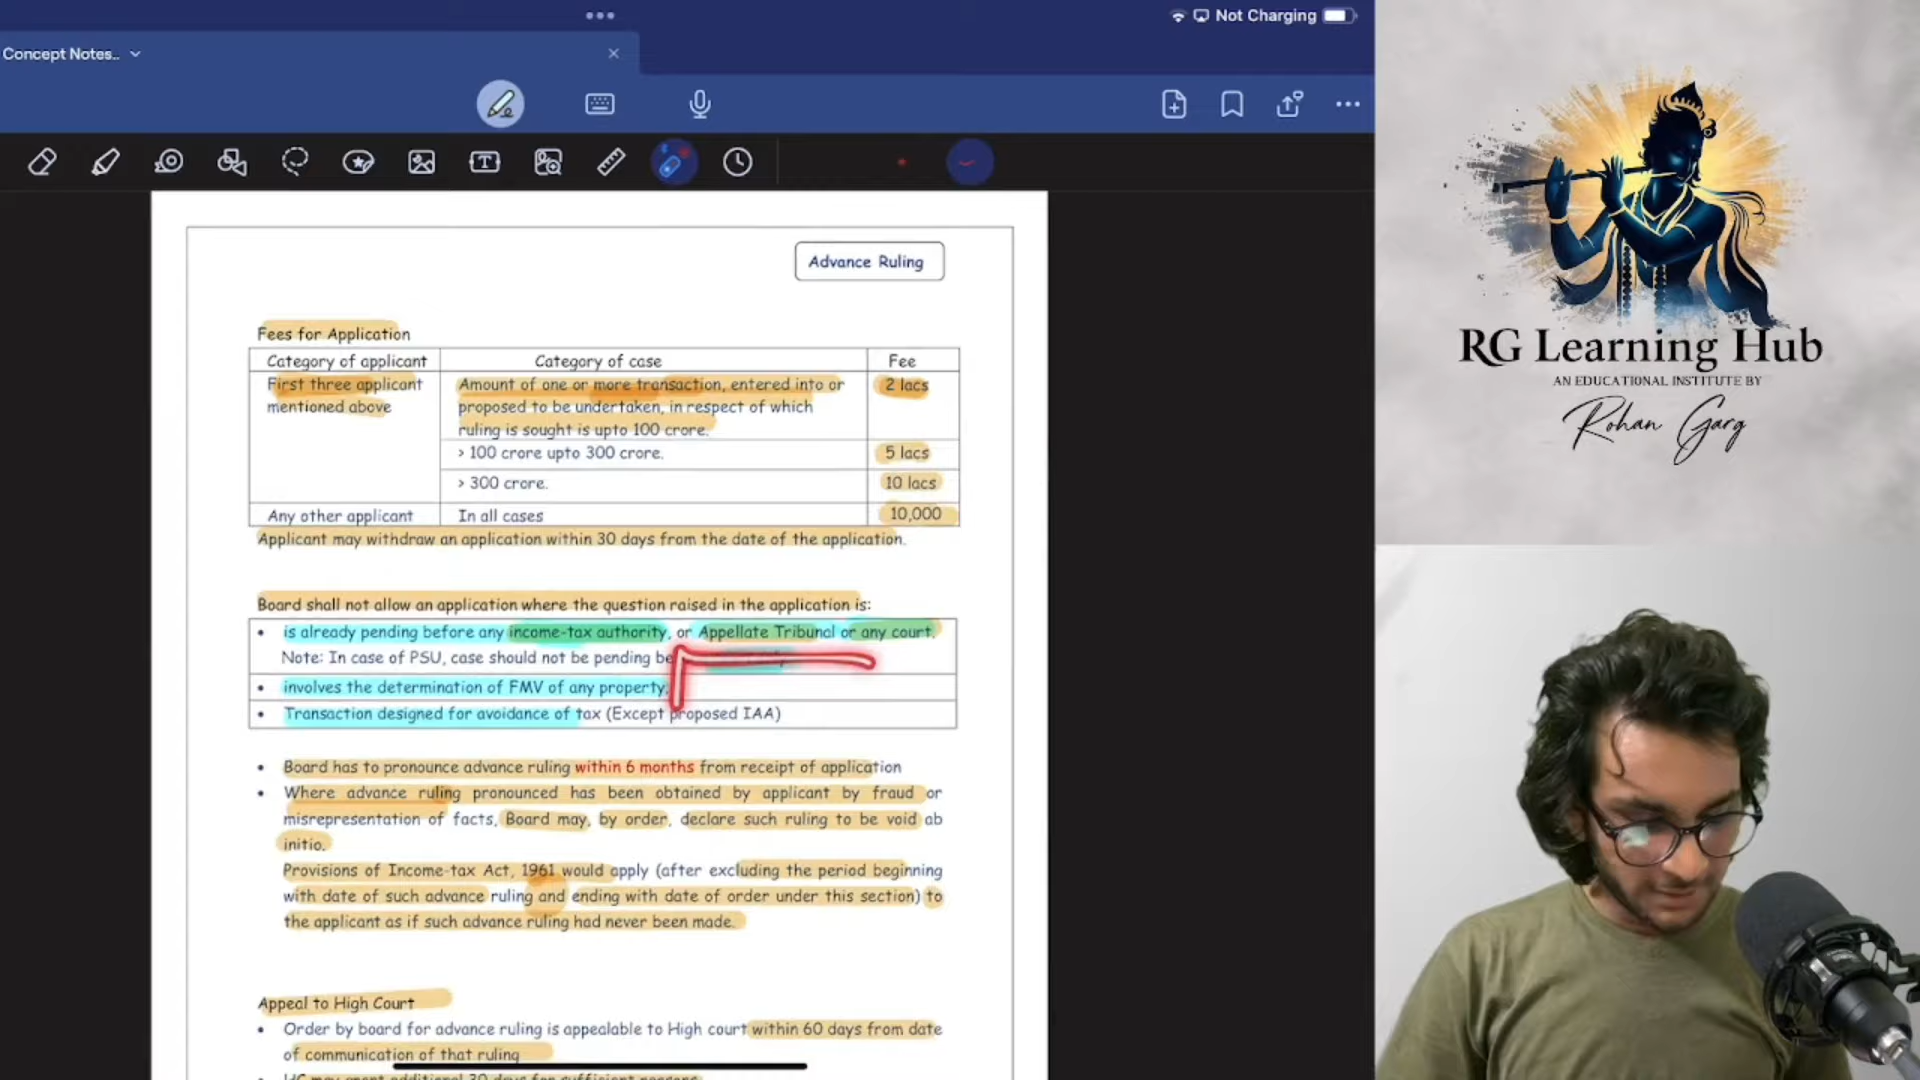 Not Charging
Concept Notes..
Advance Ruling
Fees for Application
Category of applicant Category of case Fee
First three applicant mentioned above
Amount of one or more transaction, entered into or
proposed to be undertaken, in respect of which
ruling is sought is upto 100 crore.
2 lacs
> 100 crore upto 300 crore. 5 lacs
> 300 crore. 10 lacs
Any other applicant In all cases 10,000
Applicant may withdraw an application within 30 days from the date of the application.
Board shall not allow an application where the question raised in the application is:
• is already pending before any income-tax authority, or Appellate Tribunal or any court.
Note: In case of PSU, case should not be pending
• involves the determination of FMV of any property;
• Transaction designed for avoidance of tax (Except proposed IAA)
• Board has to pronounce advance ruling within 6 months from receipt of application
• Where advance ruling pronounced has been obtained by applicant by fraud or
misrepresentation of facts, Board may, by order, declare such ruling to be void ab
initio.
Provisions of Income-tax Act, 1961 would apply (after excluding the period beginning
with date of such advance ruling and ending with date of order under this section) to
the applicant as if such advance ruling had never been made.
Appeal to High Court
• Order by board for advance ruling is appealable to High court within 60 days from date
of communication of that ruling
• HC may grant additional 30 days for sufficient reasons
RG Learning Hub
AN EDUCATIONAL INSTITUTE BY
Rohan Garg